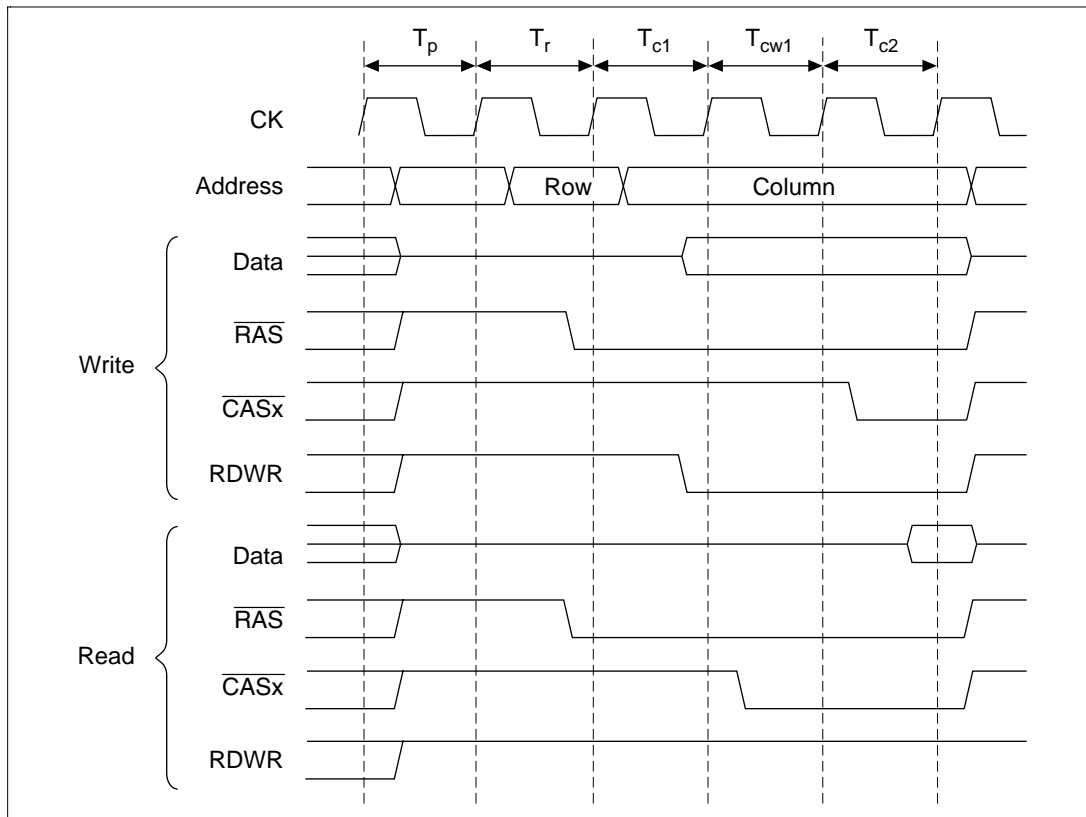 Tp Tr Tc1 Tcw1 Tc2
CK
Address Row Column
Data
RAS
Write
CASx
RDWR
Data
RAS
Read
CASx
RDWR